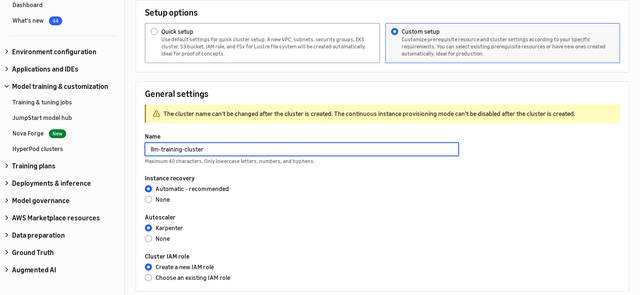 Dashboard
What's new 44
Environment configuration
Applications and IDEs
Model training & customization
Training & tuning jobs
JumpStart model hub
Nova Forge New
HyperPod clusters
Training plans
Deployments & inference
Model governance
AWS Marketplace resources
Data preparation
Ground Truth
Augmented AI
Setup options
Quick setup
Use default settings for quick cluster setup. A new VPC, subnets, security groups, EKS
cluster, S3 bucket, IAM role, and FSx for Lustre file system will be created automatically.
Ideal for proof of concepts.
Custom setup
Customize prerequisite resource and cluster settings according to your specific
requirements. You can select existing prerequisite resources or have new ones created
automatically. Ideal for production.
General settings
The cluster name can't be changed after the cluster is created. The continuous instance provisioning mode can't be disabled after the cluster is created.
Name
llm-training-cluster
Maximum 40 characters. Only lowercase letters, numbers, and hyphens.
Instance recovery
Automatic - recommended
None
Autoscaler
Karpenter
None
Cluster IAM role
Create a new IAM role
Choose an existing IAM role